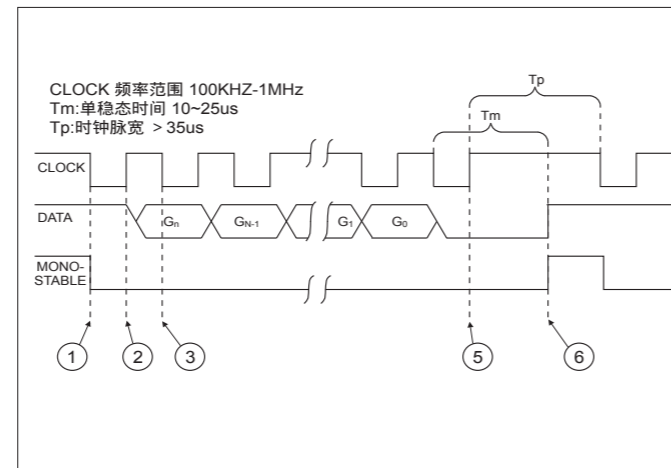 CLOCK 频率范围 100KHZ-1MHz
Tm:单稳态时间 10~25us
Tp:时钟脉宽 > 35us
Tp
Tm
CLOCK
DATA
Gn GN-1 G1 G0
MONO-
STABLE
1 2 3 5 6